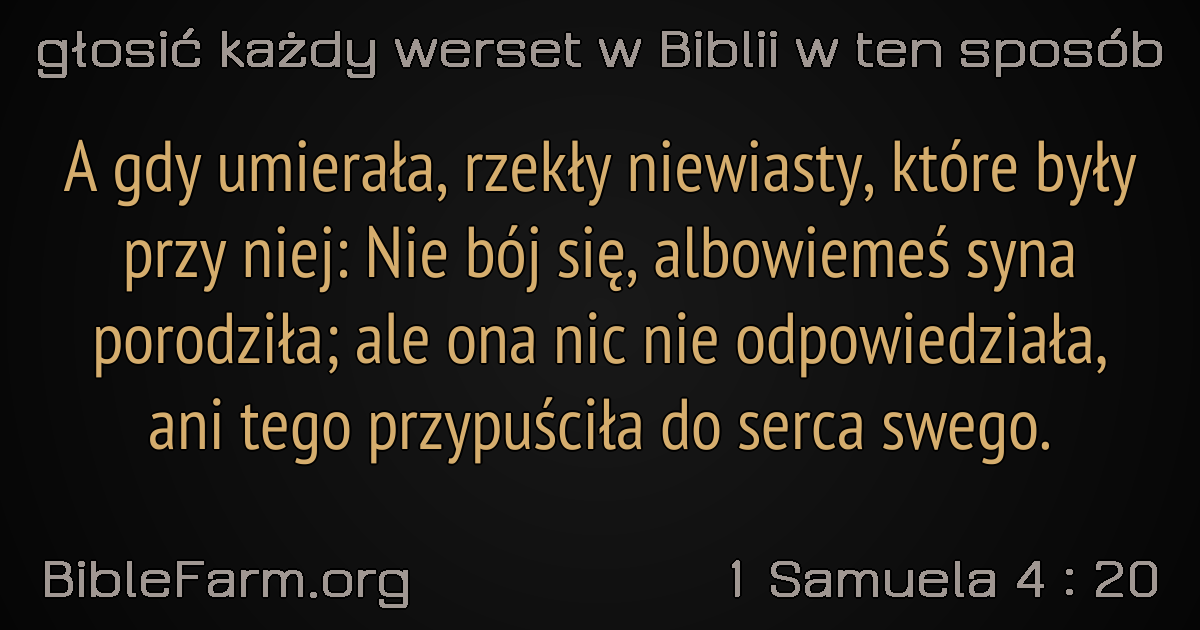 głosić każdy werset w Biblii w ten sposób
A gdy umierała, rzekły niewiasty, które były
przy niej: Nie bój się, albowiemeś syna
porodziła; ale ona nic nie odpowiedziała,
ani tego przypuściła do serca swego.
BibleFarm.org
1 Samuela 4 : 20